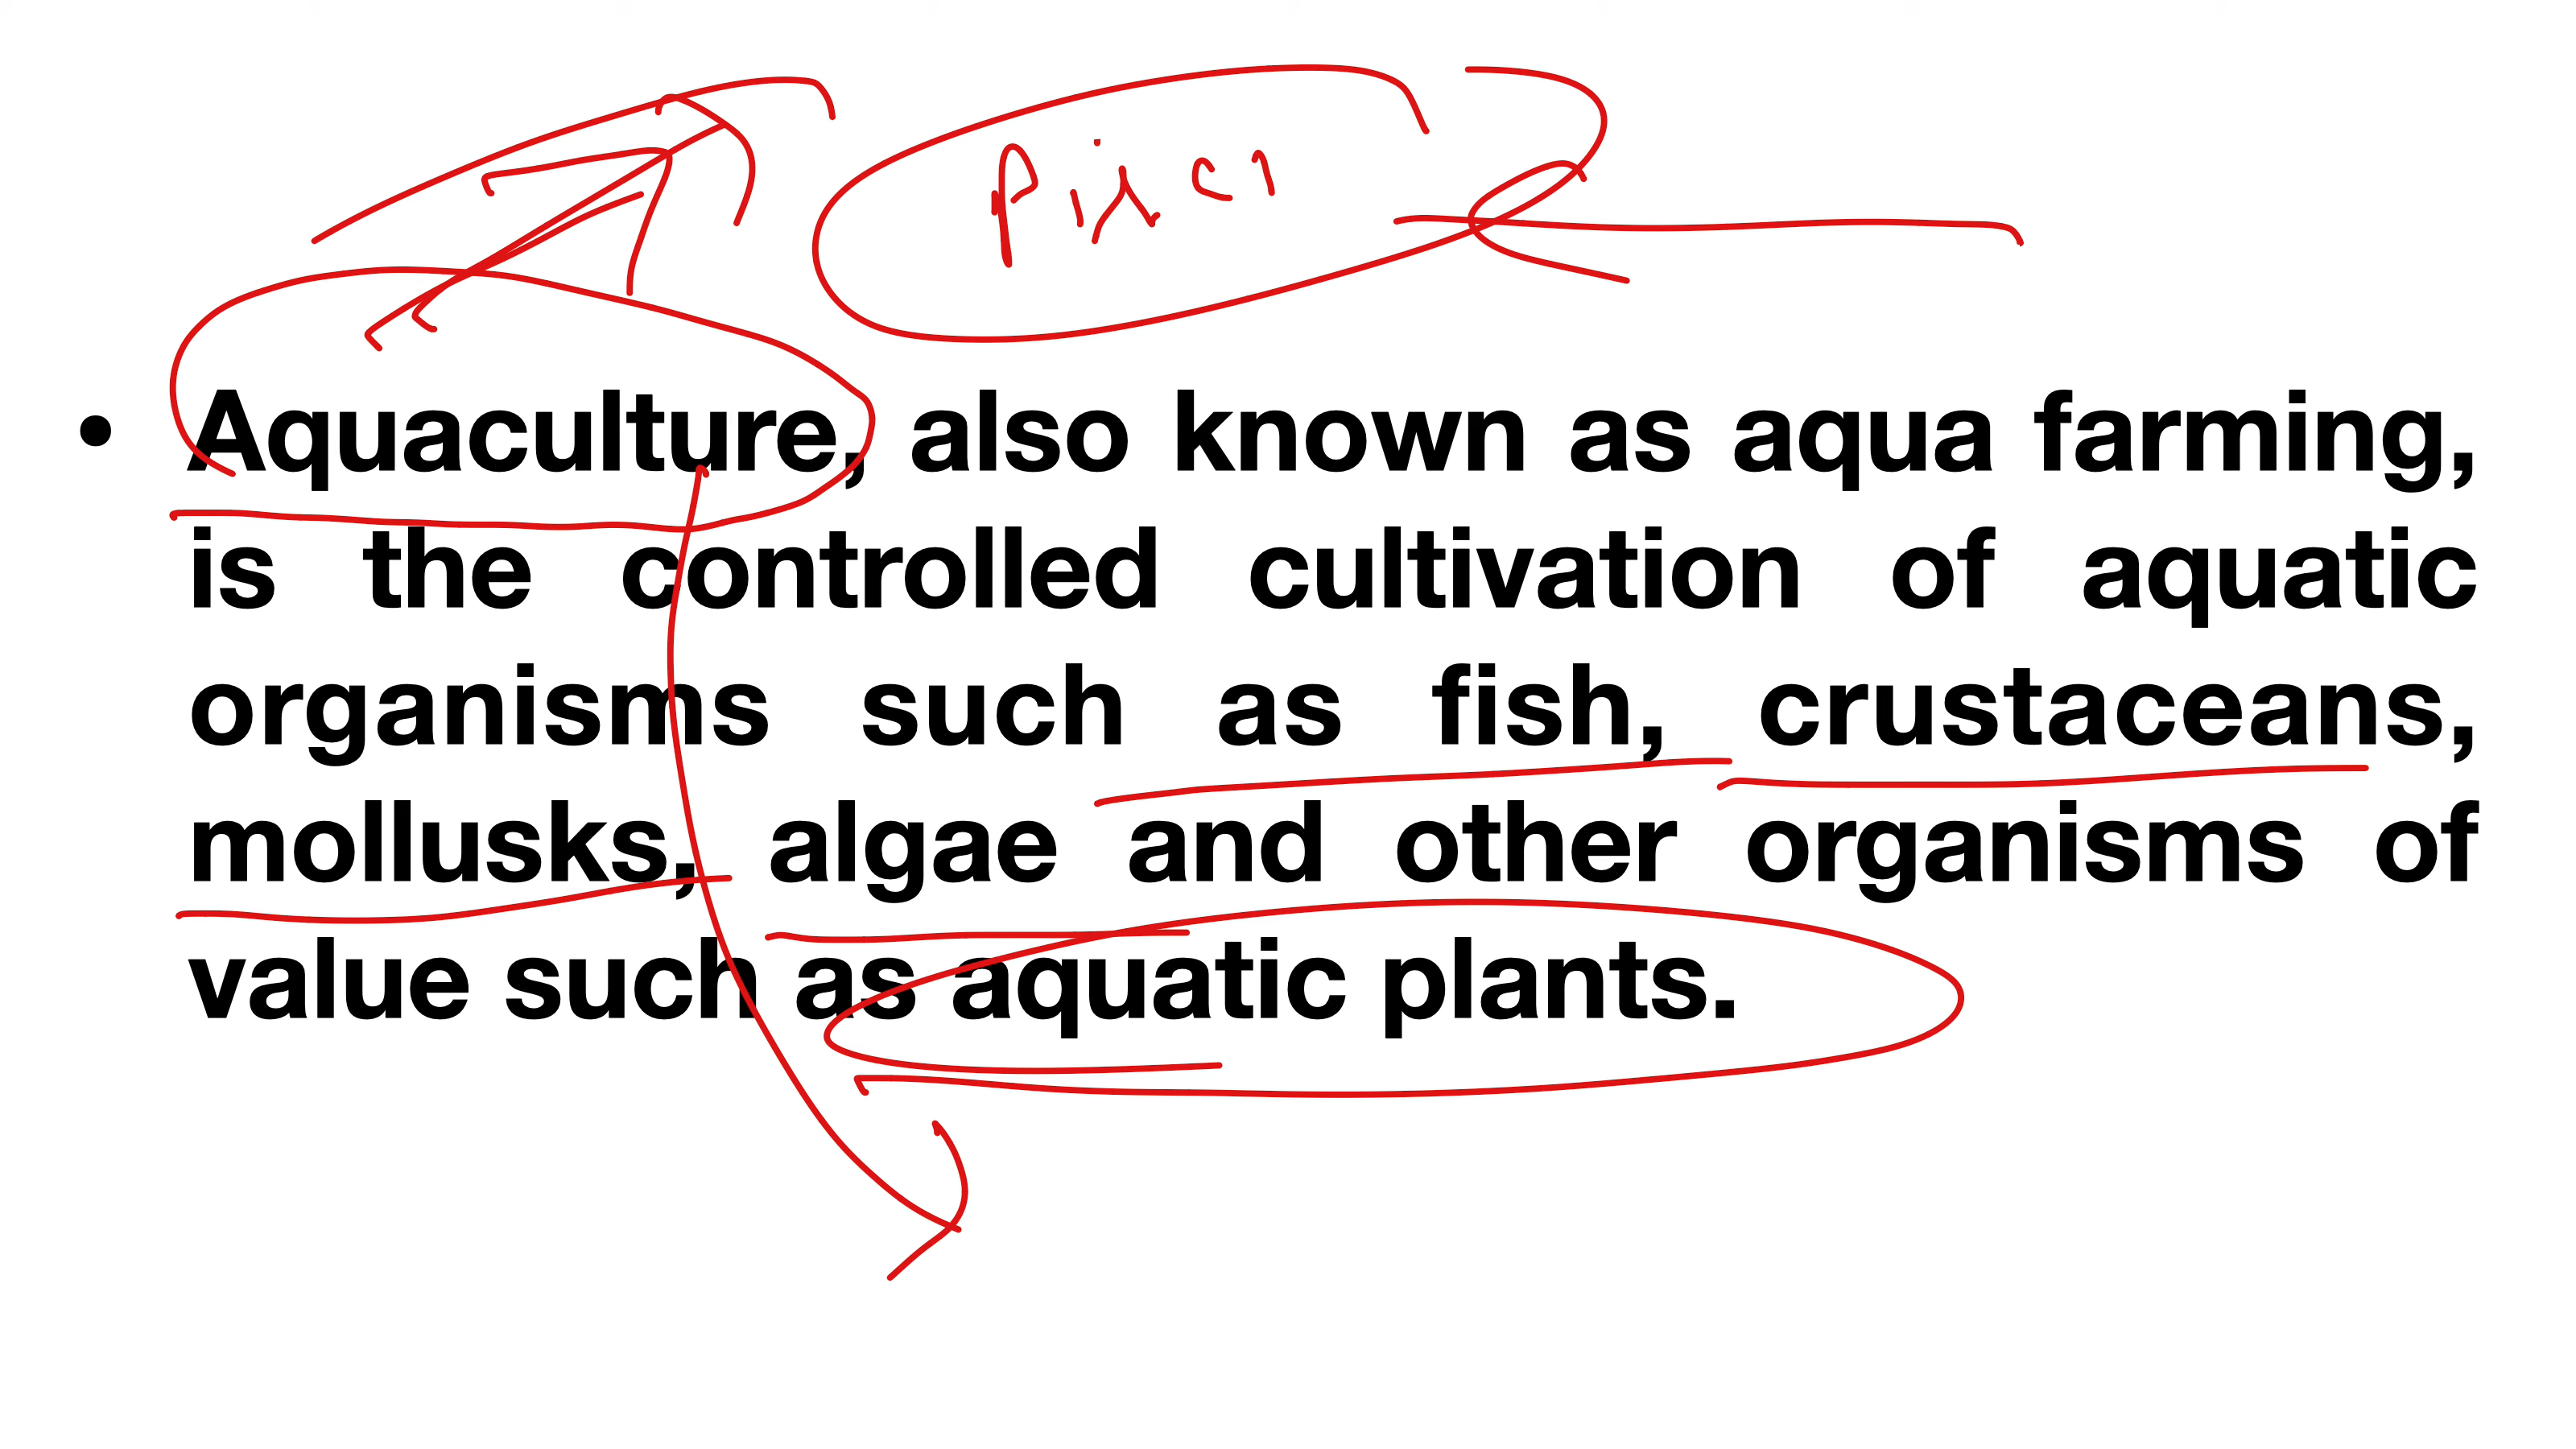 Pisci
• Aquaculture, also known as aqua farming,
is the controlled cultivation of aquatic
organisms such as fish, crustaceans,
mollusks, algae and other organisms of
value such as aquatic plants.